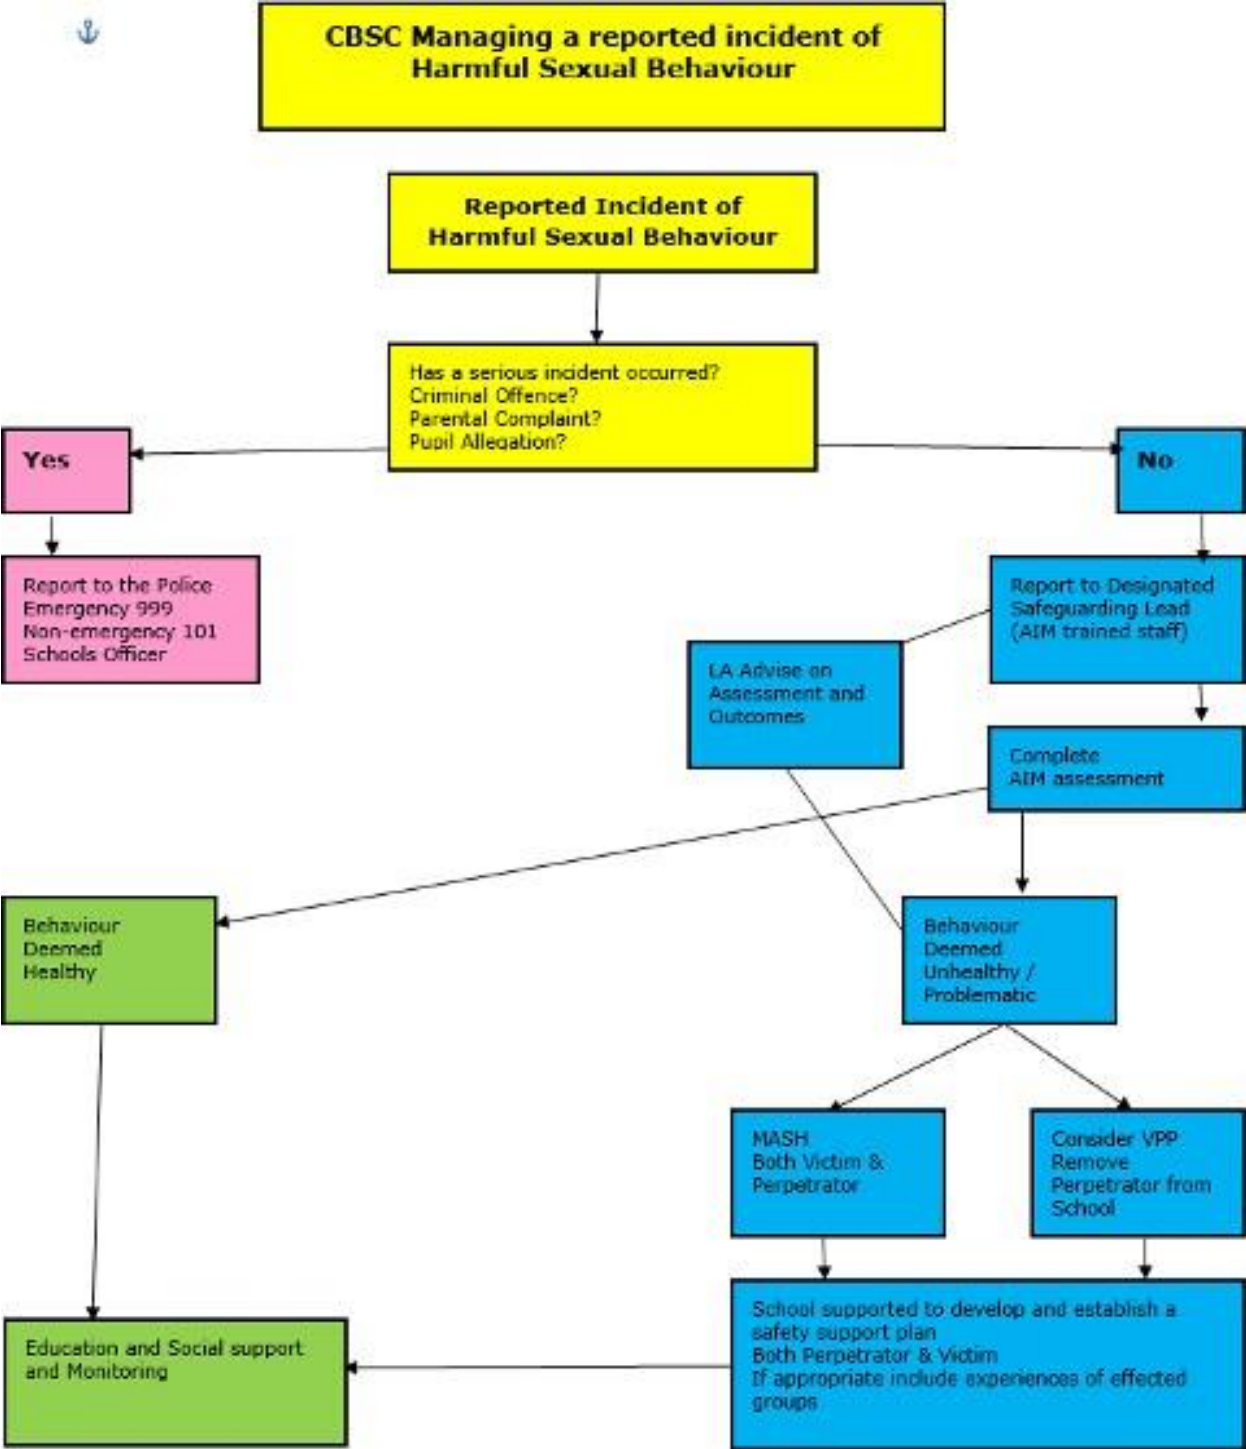 CBSC Managing a reported incident of
Harmful Sexual Behaviour
Reported Incident of
Harmful Sexual Behaviour
Has a serious incident occurred?
Criminal Offence?
Parental Complaint?
Pupil Allegation?
Yes
No
Report to the Police
Emergency 999
Non-emergency 101
Schools Officer
Report to Designated
Safeguarding Lead
(AIM trained staff)
LA Advise on
Assessment and
Outcomes
Complete
AIM assessment
Behaviour
Deemed
Healthy
Behaviour
Deemed
Unhealthy /
Problematic
MASH
Both Victim &
Perpetrator
Consider VPP
Remove
Perpetrator from
School
School supported to develop and establish a
safety support plan
Both Perpetrator & Victim
If appropriate include experiences of effected
groups
Education and Social support
and Monitoring